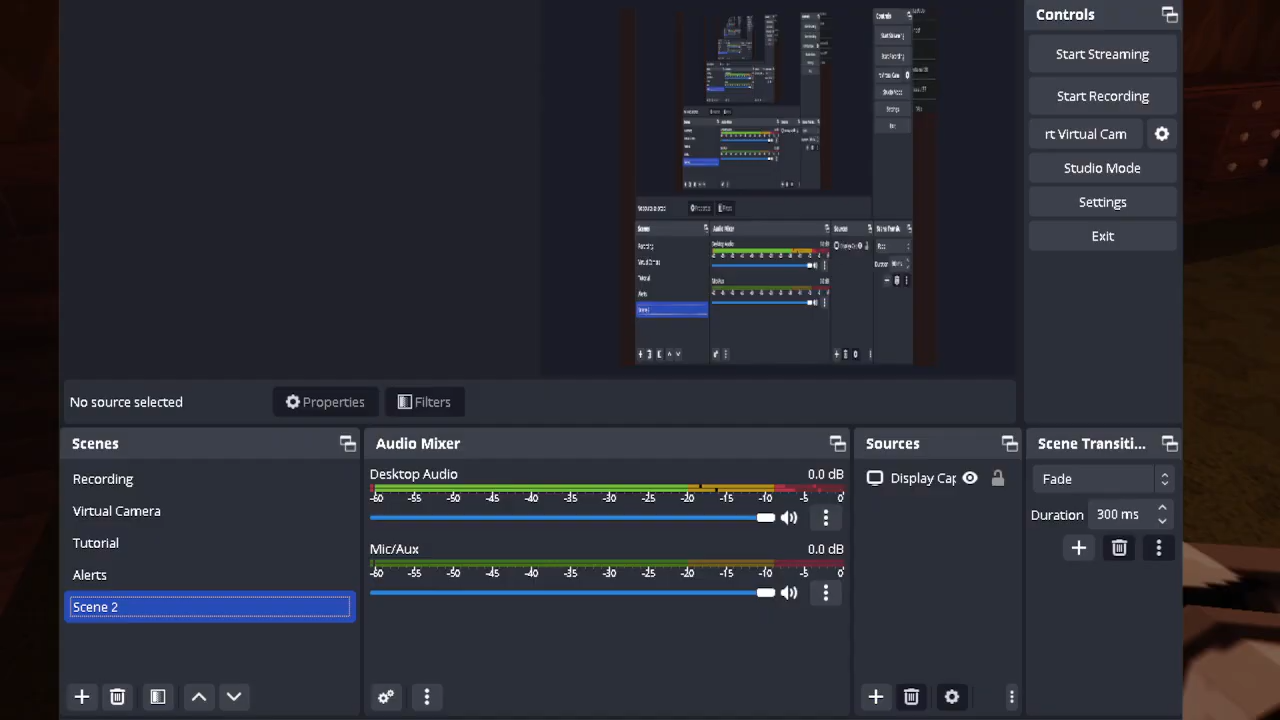 Controls
Start Streaming
Start Recording
rt Virtual Cam
Studio Mode
Settings
Exit
No source selected
Properties
Filters
Scenes
Recording
Virtual Camera
Tutorial
Alerts
Scene 2
Audio Mixer
Desktop Audio 0.0 dB
-60 -55 -50 -45 -40 -35 -30 -25 -20 -15 -10 -5 0
Mic/Aux 0.0 dB
-60 -55 -50 -45 -40 -35 -30 -25 -20 -15 -10 -5 0
Sources
Display Cap
Scene Transiti...
Fade
Duration 300 ms